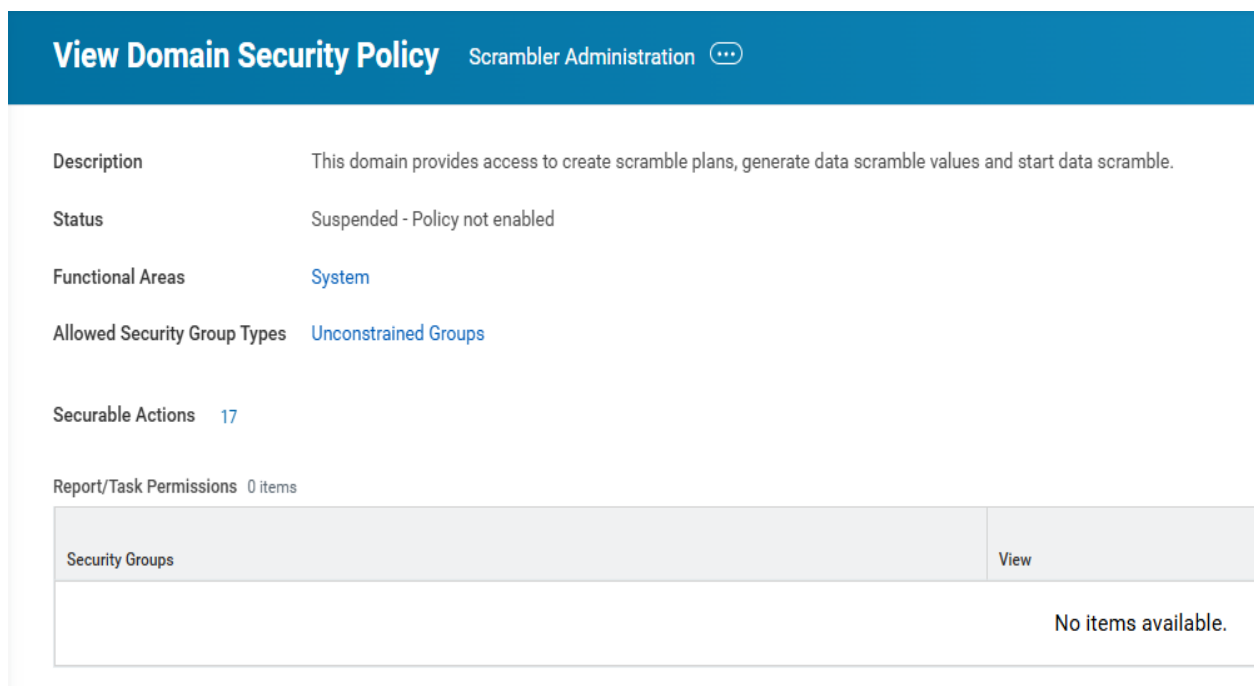 View Domain Security Policy Scrambler Administration
Description This domain provides access to create scramble plans, generate data scramble values and start data scramble.
Status Suspended - Policy not enabled
Functional Areas System
Allowed Security Group Types Unconstrained Groups
Securable Actions 17
Report/Task Permissions 0 items
Security Groups View
No items available.